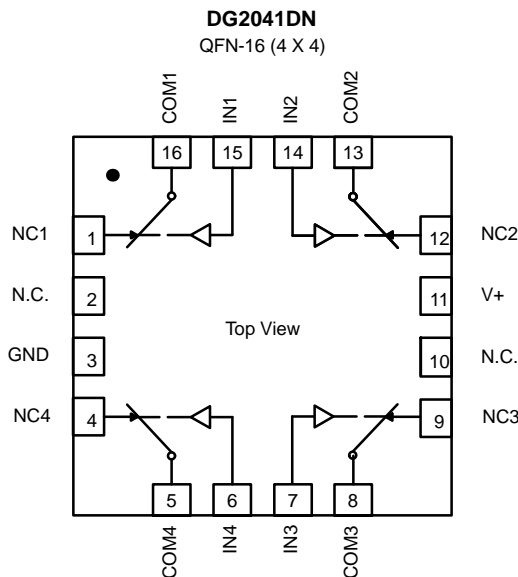 DG2041DN
QFN-16 (4 X 4)
COM1
IN1
IN2
COM2
16
15
14
13
NC1
1
12
NC2
N.C.
2
11
V+
Top View
GND
3
10
N.C.
NC4
4
9
NC3
5
6
7
8
COM4
IN4
IN3
COM3